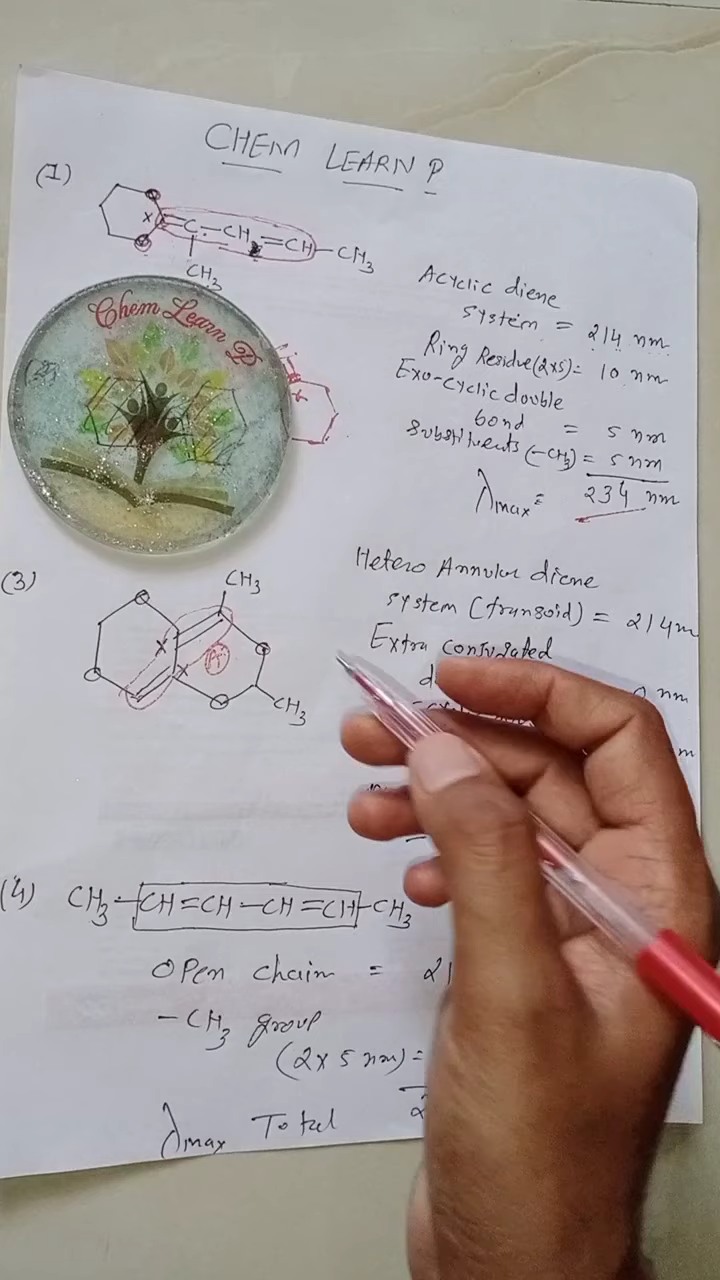 CHEM LEARN P
(1)
X = C - CH = CH - CH3
CH3
Acyclic diene
system = 214 nm.
Ring Residue (2x5) = 10 nm
Exo-cyclic double
bond = 5 nm
substituents (-CH3) = 5 nm
λmax = 234 nm
Chem Learn P
(3)
CH3
X
X
CH3
Hetero Annular diene
system (transoid) = 214 m
Extra conjugated
nm
m
(4) CH3 - CH = CH - CH = CH - CH3
Open chain = 21
- CH3 group
(2 x 5 nm) =
2
λmax Total